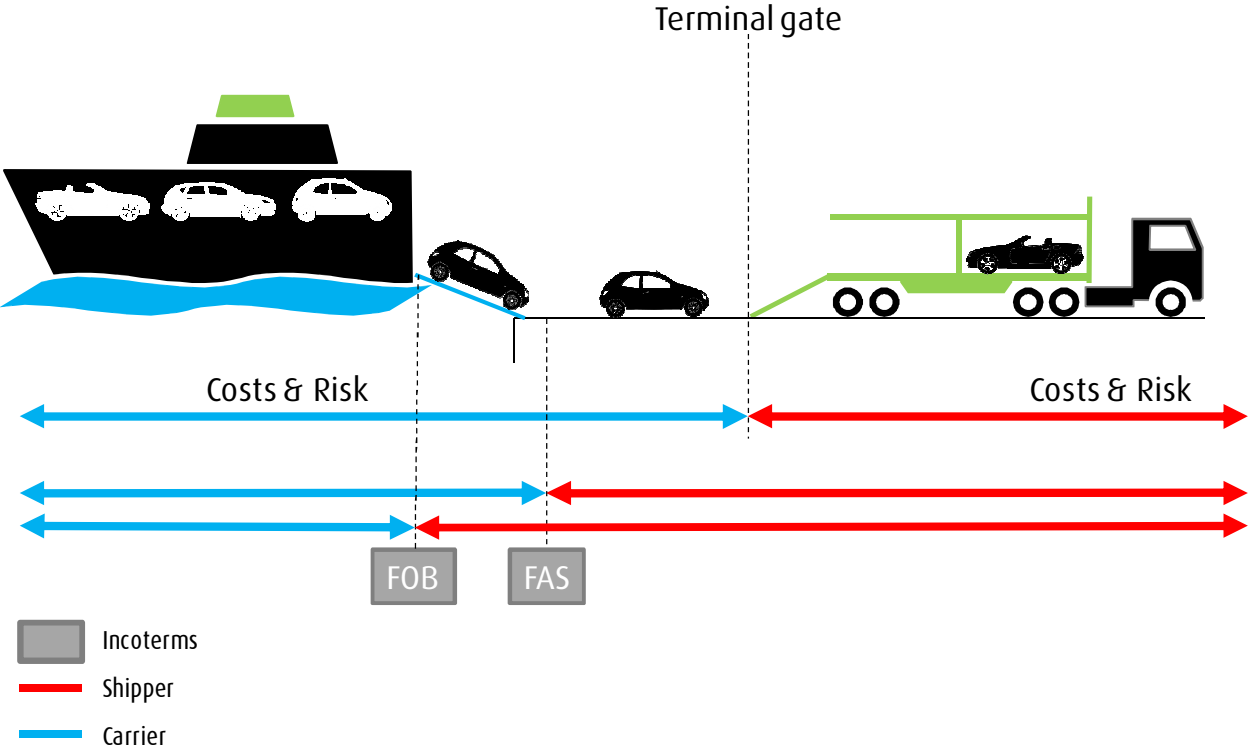 Terminal gate
Costs & Risk
Costs & Risk
FOB
FAS
Incoterms
Shipper
Carrier